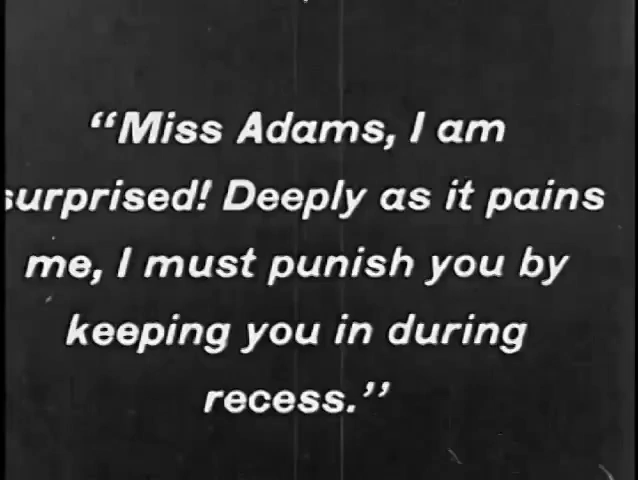 “Miss Adams, I am
surprised! Deeply as it pains
me, I must punish you by
keeping you in during
recess.”